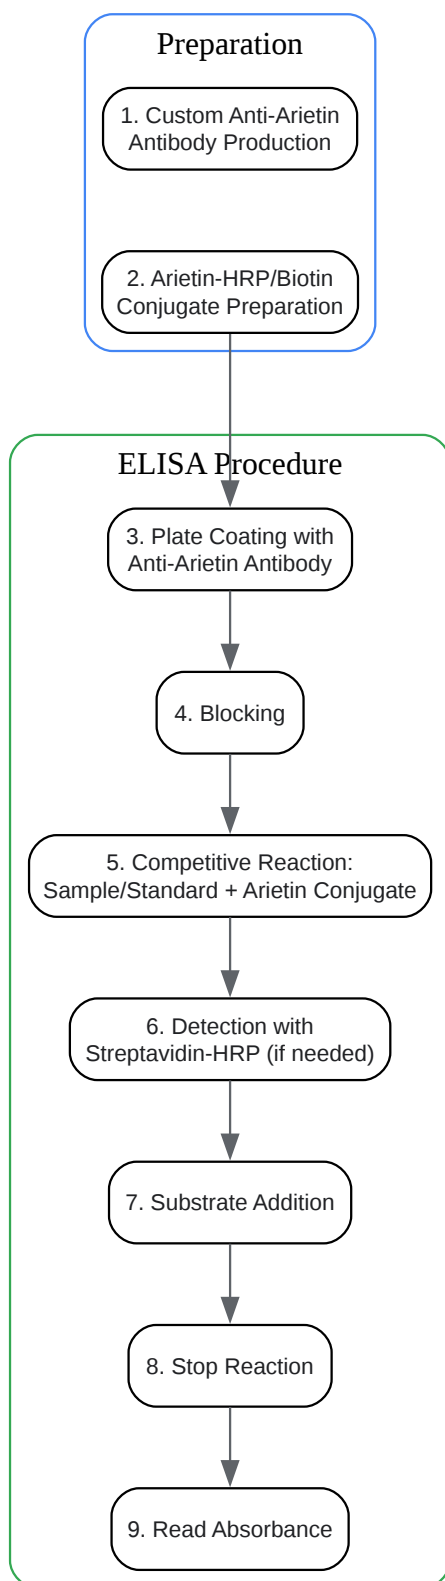 Preparation
1. Custom Anti-Arietin
Antibody Production
2. Arietin-HRP/Biotin
Conjugate Preparation
ELISA Procedure
3. Plate Coating with
Anti-Arietin Antibody
4. Blocking
5. Competitive Reaction:
Sample/Standard + Arietin Conjugate
6. Detection with
Streptavidin-HRP (if needed)
7. Substrate Addition
8. Stop Reaction
9. Read Absorbance